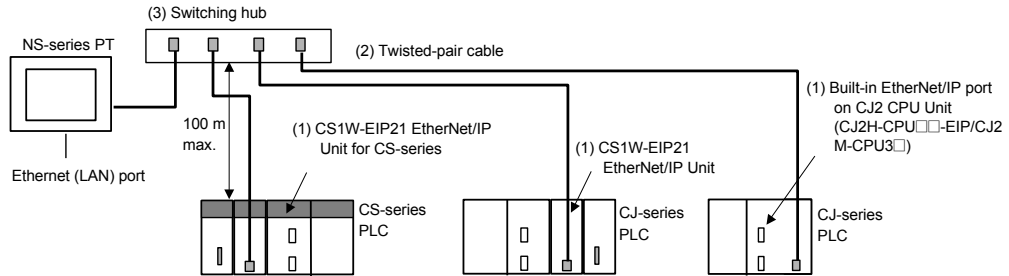 (3) Switching hub
NS-series PT
(2) Twisted-pair cable
(1) Built-in EtherNet/IP port
on CJ2 CPU Unit
(CJ2H-CPU□□-EIP/CJ2
M-CPU3□)
100 m
max.
(1) CS1W-EIP21 EtherNet/IP
Unit for CS-series
(1) CS1W-EIP21
EtherNet/IP Unit
Ethernet (LAN) port
CS-series
PLC
CJ-series
PLC
CJ-series
PLC